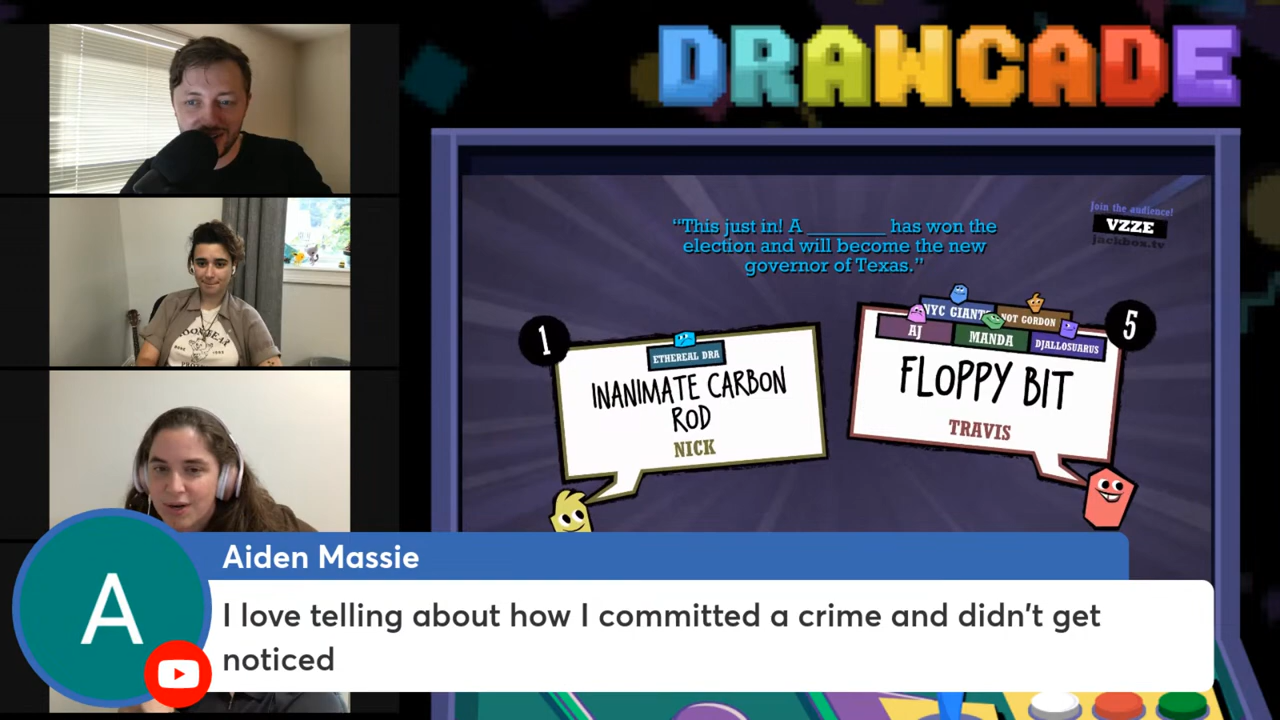 DRAWCADE
Join the audience!
VZZE
jackbox.tv
“This just in! A ________ has won the
election and will become the new
governor of Texas.”
1
ETHEREAL DRA
INANIMATE CARBON
ROD
NICK
5
NYC GIANT
NOT GORDON
AJ
MANDA
DJALLOSUARUS
FLOPPY BIT
TRAVIS
A
Aiden Massie
I love telling about how I committed a crime and didn't get
noticed